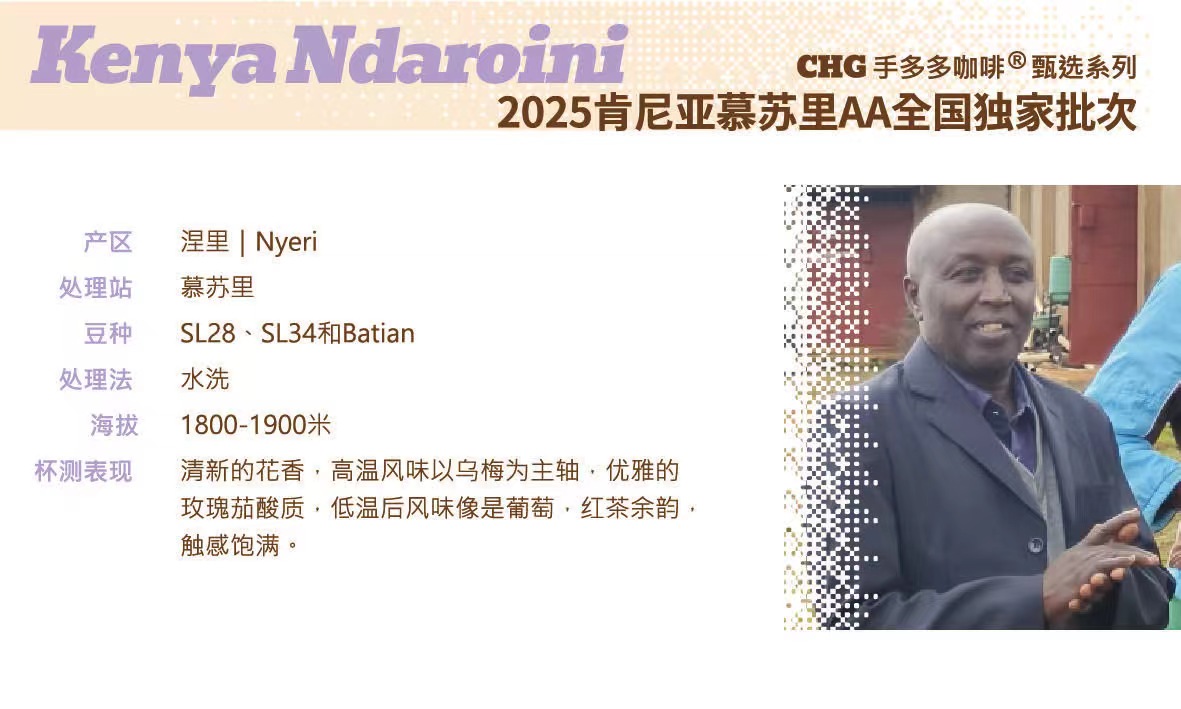 Kenya Ndaroini
CHG 手多多咖啡® 甄选系列
2025肯尼亚慕苏里AA全国独家批次
产区 涅里 | Nyeri
处理站 慕苏里
豆种 SL28、SL34和Batian
处理法 水洗
海拔 1800-1900米
杯测表现 清新的花香，高温风味以乌梅为主轴，优雅的
玫瑰茄酸质，低温后风味像是葡萄，红茶余韵，
触感饱满。